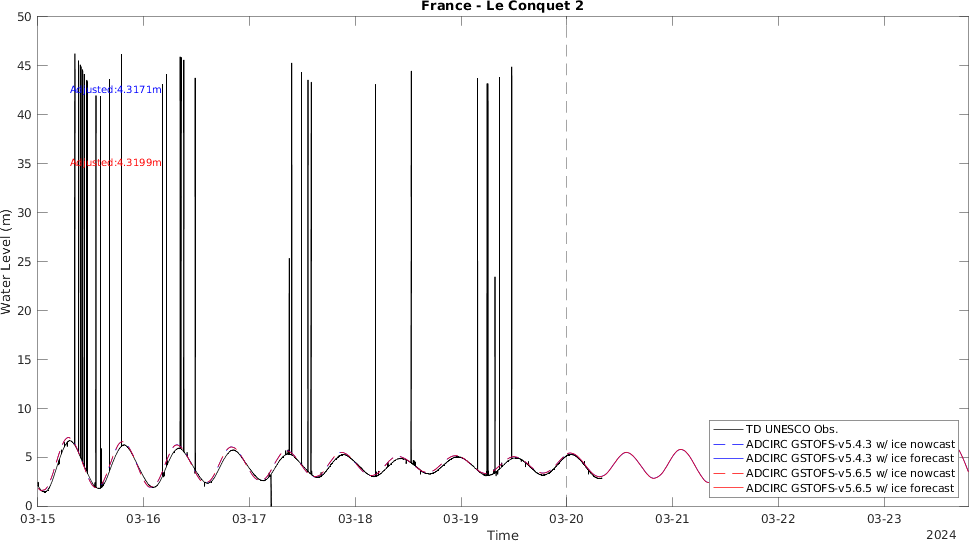 France - Le Conquet 2
50
45
40
35
30
25
20
15
10
5
0
Water Level (m)
Adjusted:4.3171m
Adjusted:4.3199m
TD UNESCO Obs.
ADCIRC GSTOFS-v5.4.3 w/ ice nowcast
ADCIRC GSTOFS-v5.4.3 w/ ice forecast
ADCIRC GSTOFS-v5.6.5 w/ ice nowcast
ADCIRC GSTOFS-v5.6.5 w/ ice forecast
03-15 03-16 03-17 03-18 03-19 03-20 03-21 03-22 03-23
Time
2024